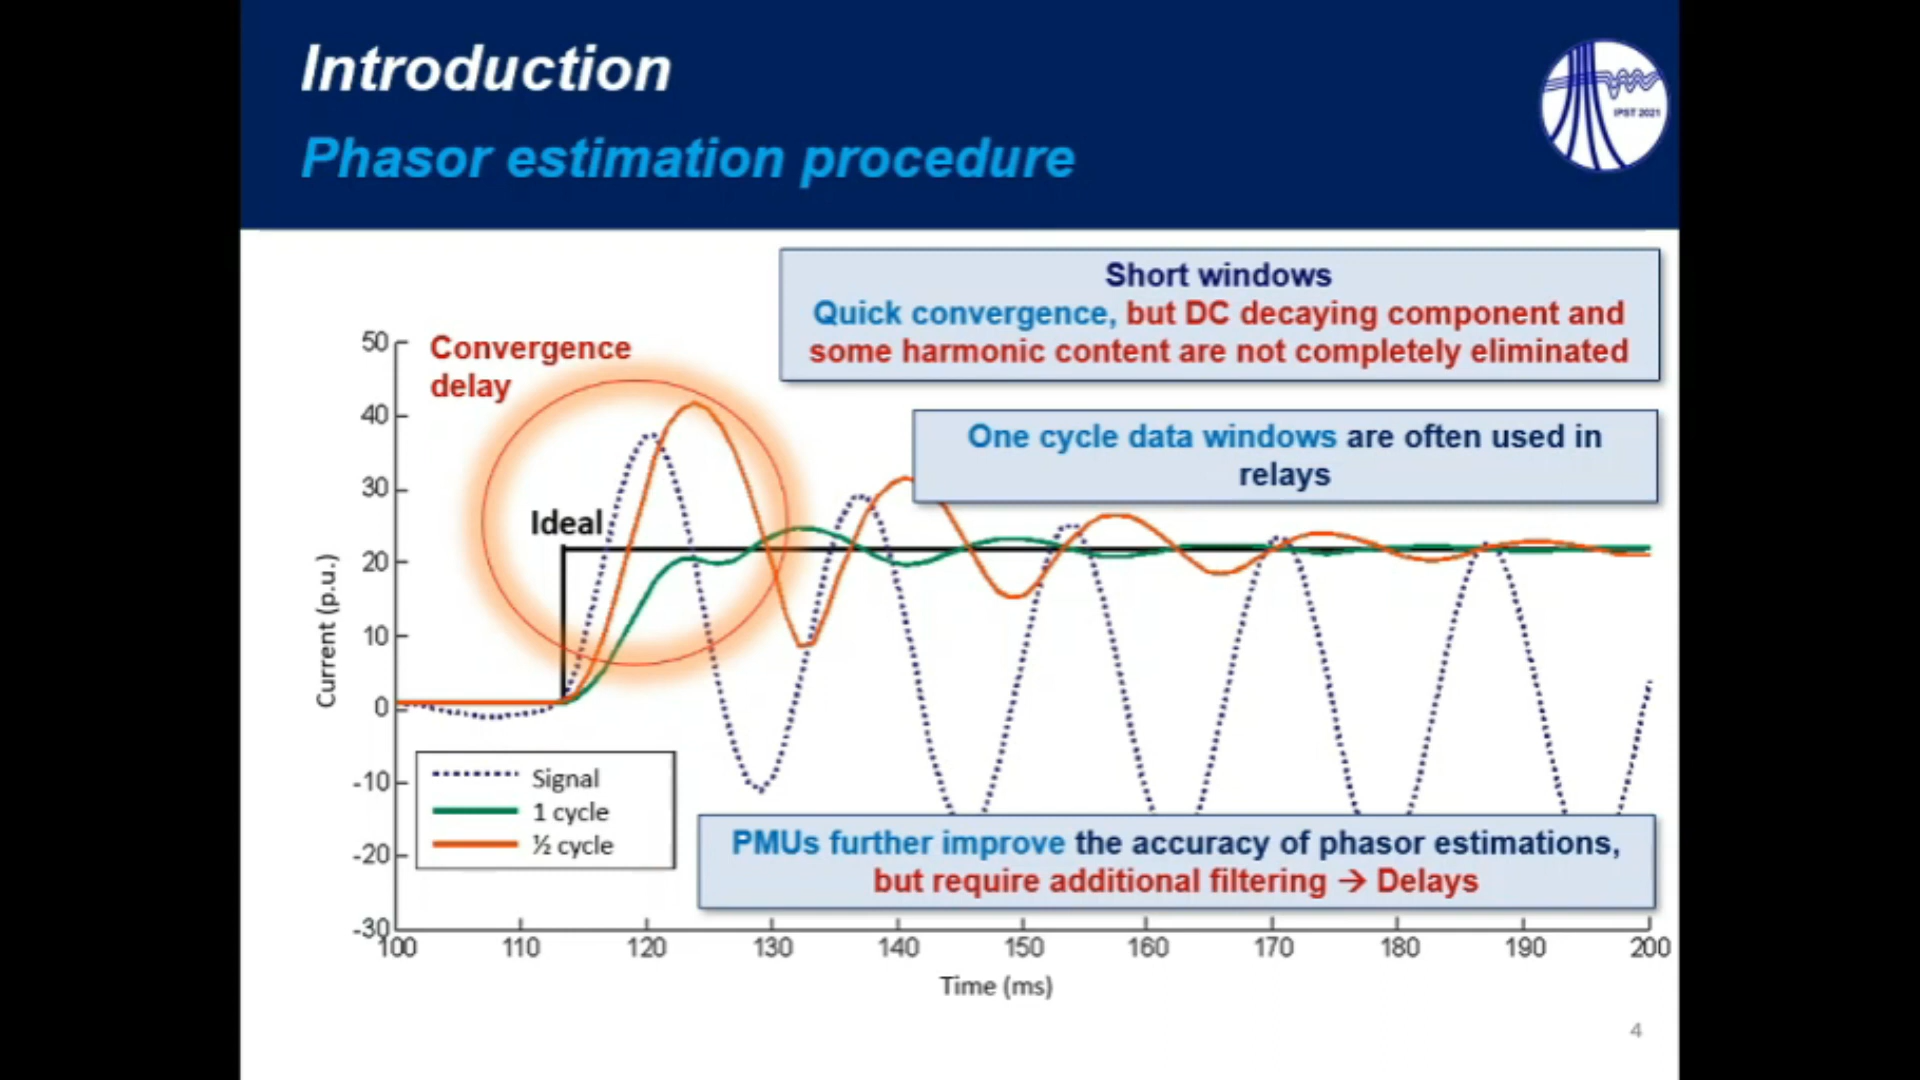 Introduction
Phasor estimation procedure
IPST 2021
Short windows
Quick convergence, but DC decaying component and
some harmonic content are not completely eliminated
Convergence
delay
One cycle data windows are often used in
relays
Ideal
50
40
30
20
10
0
-10
-20
-30
Current (p.u.)
Signal
1 cycle
½ cycle
PMUs further improve the accuracy of phasor estimations,
but require additional filtering → Delays
100 110 120 130 140 150 160 170 180 190 200
Time (ms)
4